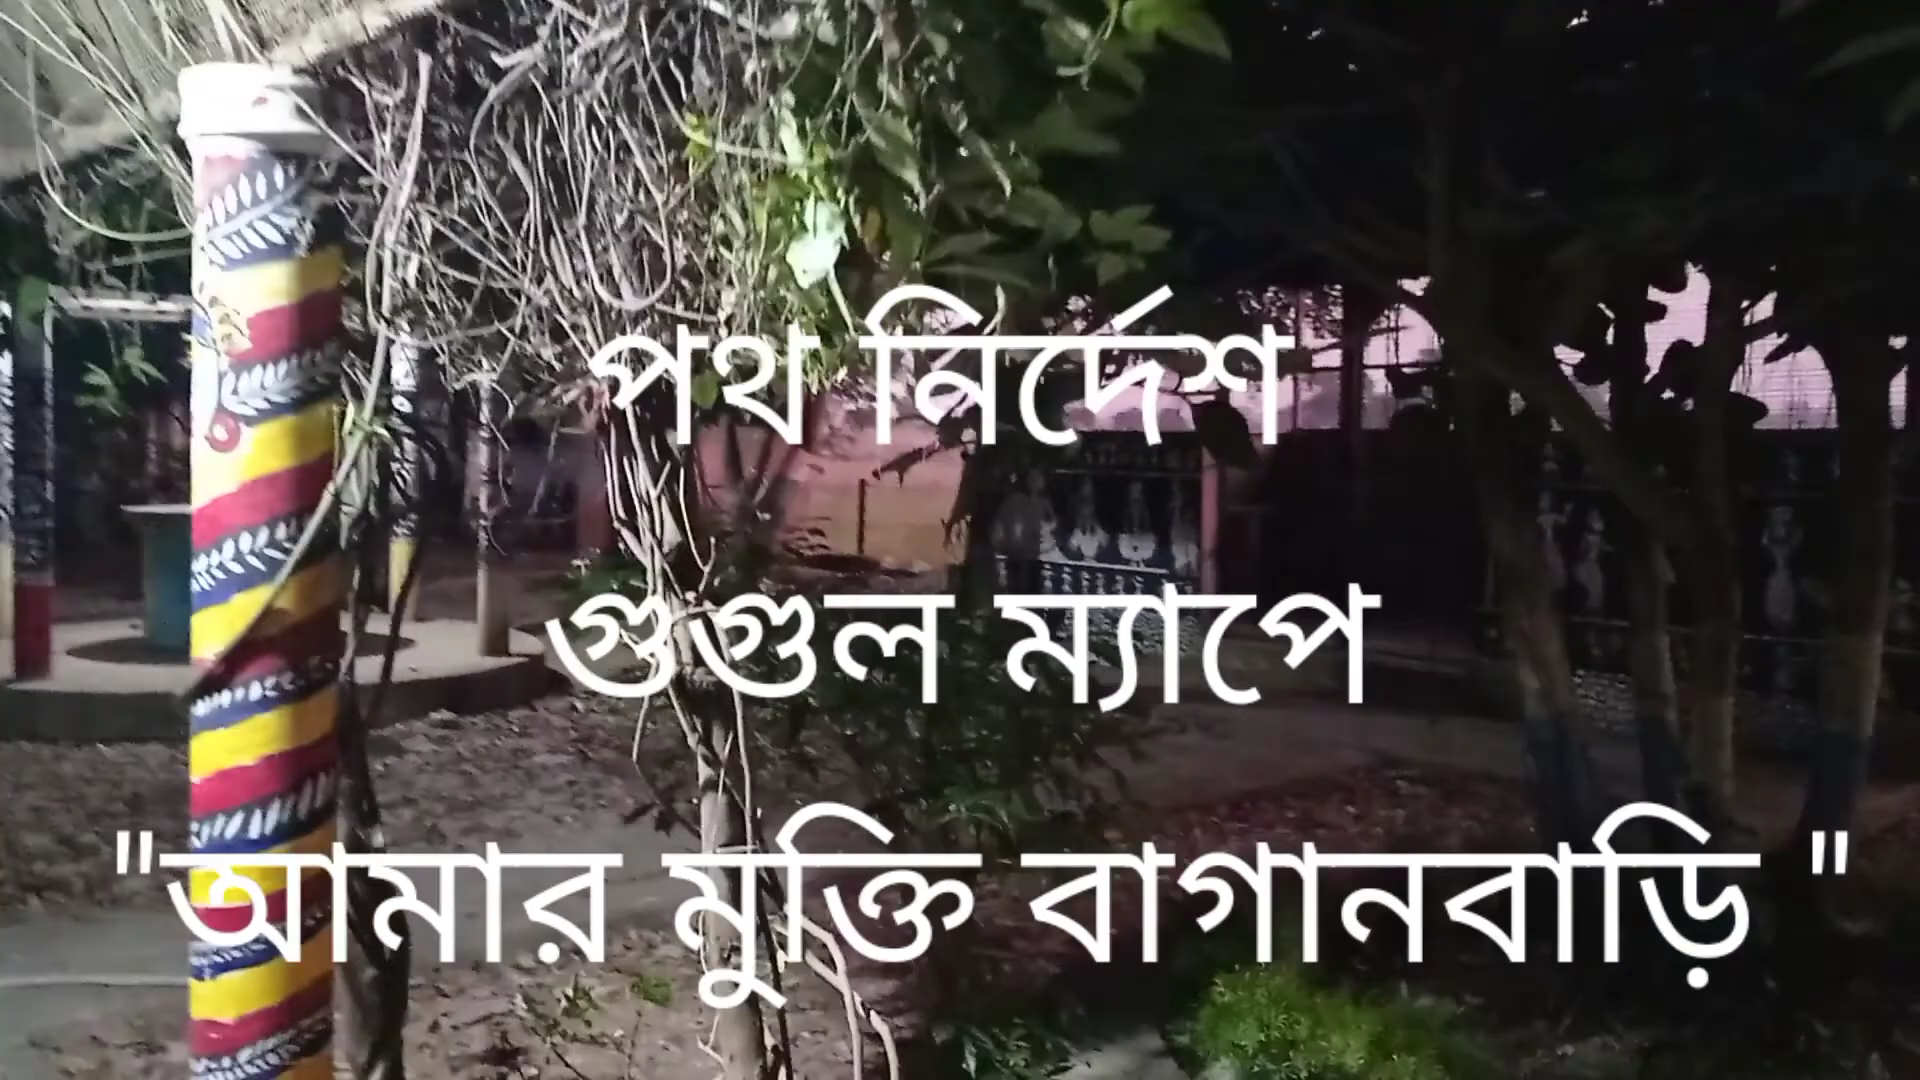 পথ নির্দেশ
গুগুল ম্যাপে
"আমার মুক্তি বাগানবাড়ি "